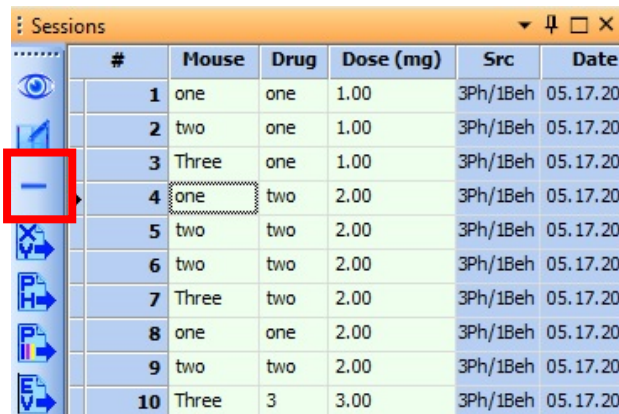 Sessions
# Mouse Drug Dose (mg) Src Date
1 one one 1.00 3Ph/1Beh 05.17.20
2 two one 1.00 3Ph/1Beh 05.17.20
3 Three one 1.00 3Ph/1Beh 05.17.20
4 one two 2.00 3Ph/1Beh 05.17.20
5 two two 2.00 3Ph/1Beh 05.17.20
6 two two 2.00 3Ph/1Beh 05.17.20
7 Three two 2.00 3Ph/1Beh 05.17.20
8 one one 2.00 3Ph/1Beh 05.17.20
9 two two 2.00 3Ph/1Beh 05.17.20
10 Three 3 3.00 3Ph/1Beh 05.17.20
XV
PH
P
EV